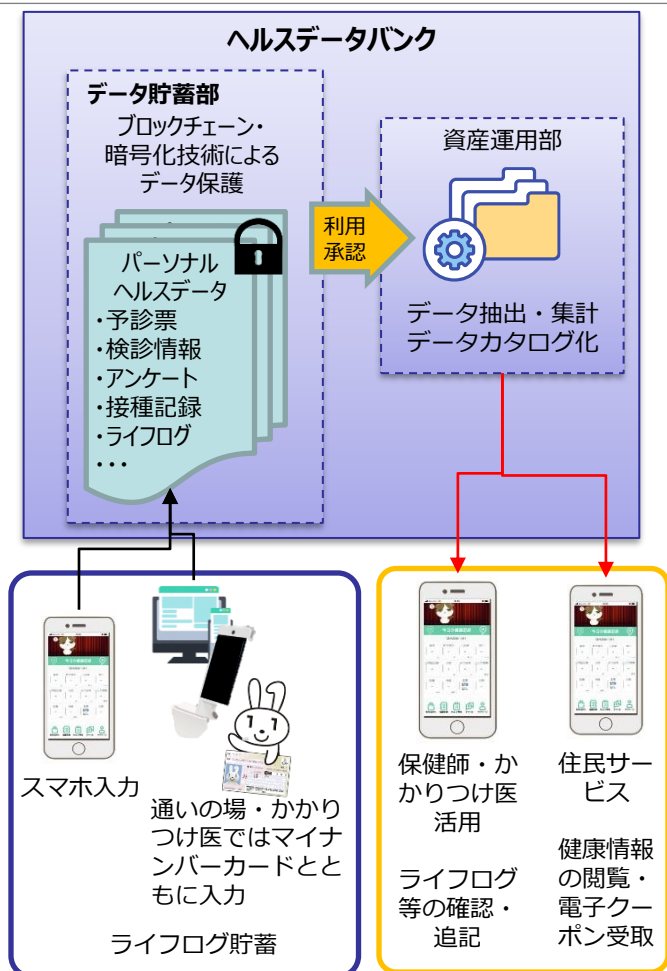 ヘルスデータバンク
データ貯蓄部
ブロックチェーン・
暗号化技術による
データ保護
パーソナル
ヘルスデータ
・予診票
・検診情報
・アンケート
・接種記録
・ライフログ
・・・
利用
承認
資産運用部
データ抽出・集計
データカタログ化
スマホ入力
通いの場・かかり
つけ医ではマイナ
ンバーカードとと
もに入力
ライフログ貯蓄
保健師・か
かりつけ医
活用
ライフログ
等の確認・
追記
住民サー
ビス
健康情報
の閲覧・
電子クー
ポン受取